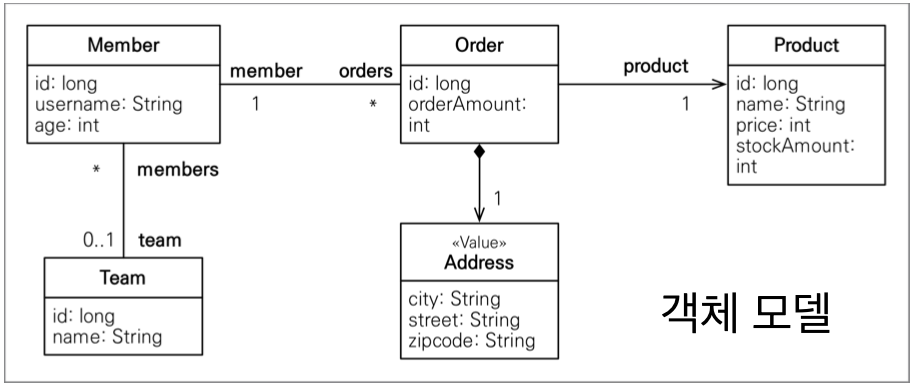 Member
id: long
username: String
age: int
member
1
orders
*
Order
id: long
orderAmount:
int
product
1
Product
id: long
name: String
price: int
stockAmount:
int
*
members
0..1
team
Team
id: long
name: String
1
«Value»
Address
city: String
street: String
zipcode: String
객체 모델